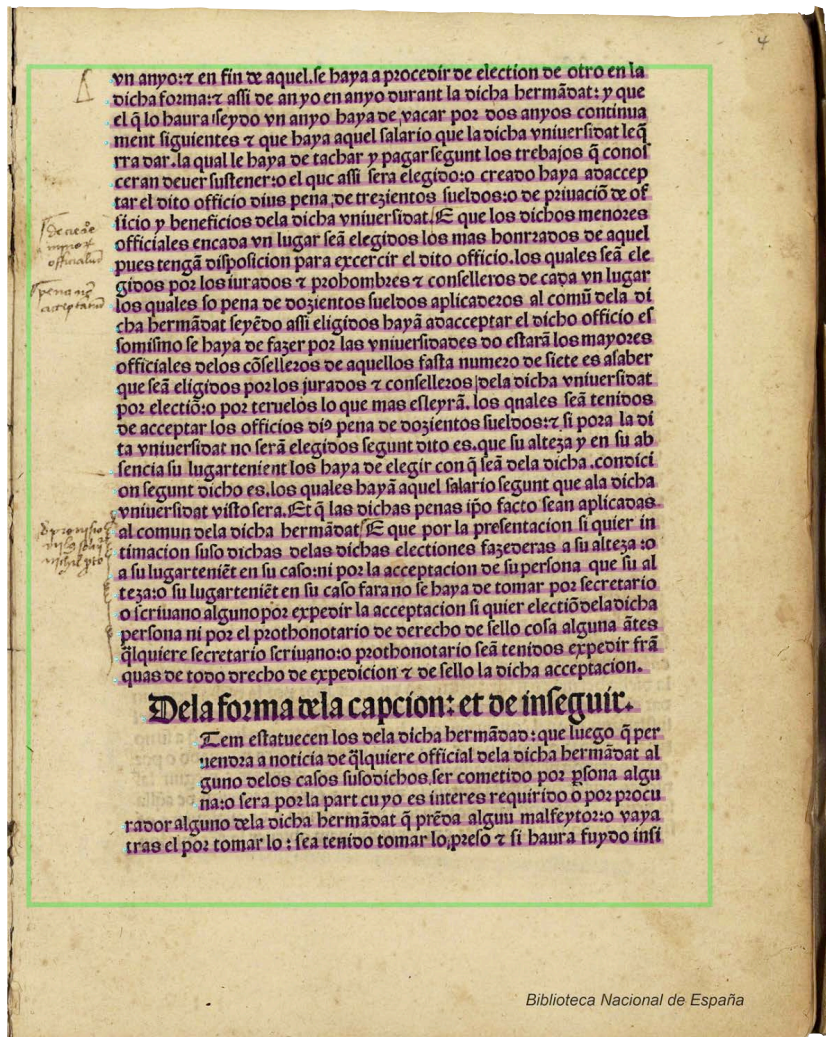 4
vn anyo:⁊ en fin de aquel.se haya a procedir de election de otro en la
dicha forma:⁊ assi de an yo en anyo durant la dicha hermãdat: y que
el q̃ lo haura seydo vn anyo haya de vacar por dos anyos continua
ment siguientes ⁊ que haya aquel salario que la dicha vniuersidat leq̃
rra dar.la qual le haya de tachar y pagar segunt los trebajos q̃ conos
ceran deuer sustener:o el que assi sera elegido:o creado haya adaccep
tar el dito officio dius pena de trezientos sueldos:o de priuaciõ de of
ficio y beneficios dela dicha vniuersidat. E que los dichos menores
officiales encada vn lugar seã elegidos los mas honrrados de aquel
pues tengã disposicion para excercir el dito officio.los quales seã ele
gidos por los iurados ⁊ prohombres ⁊ conselleros de cada vn lugar
los quales so pena de dozientos sueldos aplicaderos al comũ dela di
cha hermãdat seyẽdo assi eligidos hayã adacceptar el dicho officio es
somismo se haya de fazer por las vniuersidades do estarã los mayores
officiales delos cõselleros de aquellos fasta numero de siete es asaber
que seã eligidos por los jurados ⁊ conselleros dela dicha vniuersidat
por electiõ:o por teruelos lo que mas esleyrã. los quales seã tenidos
de acceptar los officios diꝰ pena de dozientos sueldos:⁊ si pora la di
ta vniuersidat no serã elegidos segunt dito es.que su alteza y en su ab
sencia su lugartenient los haya de elegir con q̃ seã dela dicha .condici
on segunt dicho es.los quales hayã aquel salario segunt que ala dicha
vniuersidat visto sera. Et q̃ las dichas penas ip̃o facto sean aplicadas
al comun dela dicha hermãdat E que por la presentacion si quier in
timacion suso dichas delas dichas electiones fazederas a su alteza :o
a su lugarteniẽt en su caso:ni por la acceptacion de su persona que su al
teza:o su lugarteniẽt en su caso fara no se haya de tomar por secretario
o scriuano alguno por expedir la acceptacion si quier electiõ dela dicha
persona ni por el prothonotario de derecho de sello cosa alguna ãtes
q̃lquiere secretario scriuano:o prothonotario seã tenidos expedir frã
quas de todo drecho de expedicion ⁊ de sello la dicha acceptacion.
Dela forma dela capcion: et de inseguir.
Item estatuecen los dela dicha hermãdad : que luego q̃ per
uendra a noticia de q̃lquiere official dela dicha hermãdat al
guno delos casos susodichos ser cometido por p̱sona algu
na:o sera por la part cuyo es interes requirido o por procu
rador alguno dela dicha hermãdat q̃ prẽda alguu malfeytor:o vaya
tras el por tomar lo : sea tenido tomar lo preso ⁊ si haura fuydo insi
Biblioteca Nacional de España